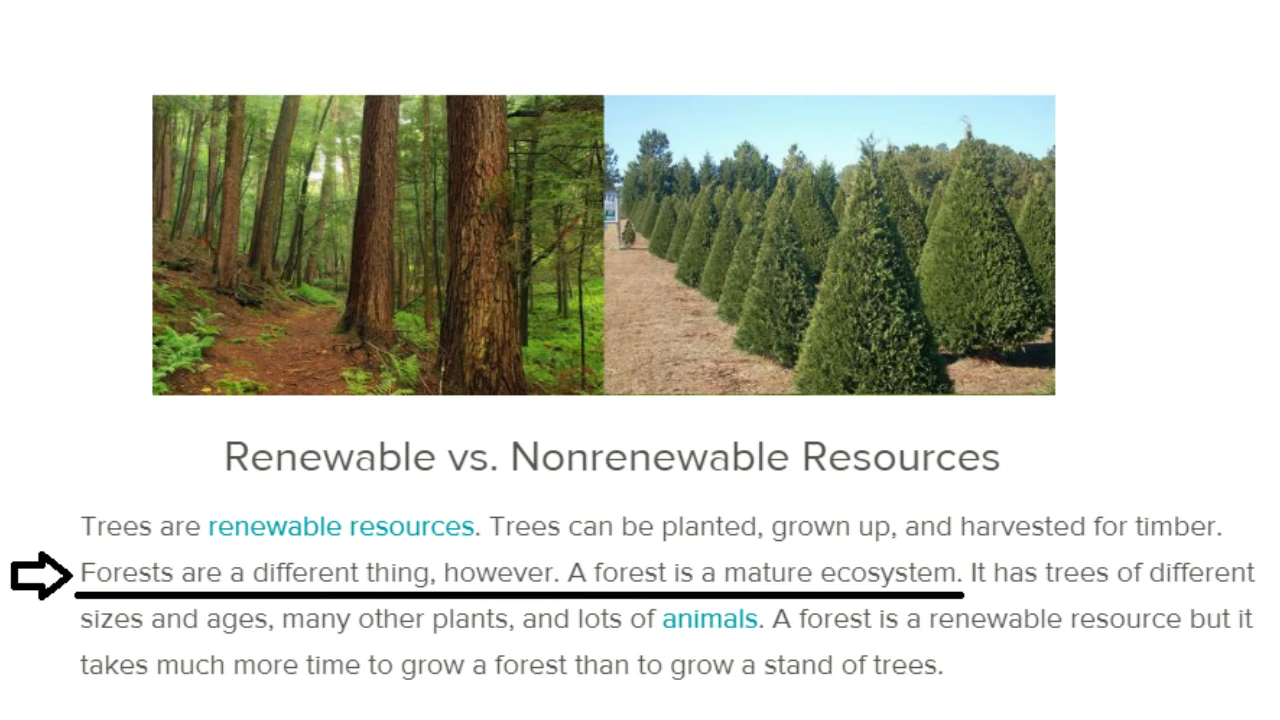 Renewable vs. Nonrenewable Resources
Trees are renewable resources. Trees can be planted, grown up, and harvested for timber.
Forests are a different thing, however. A forest is a mature ecosystem. It has trees of different
sizes and ages, many other plants, and lots of animals. A forest is a renewable resource but it
takes much more time to grow a forest than to grow a stand of trees.